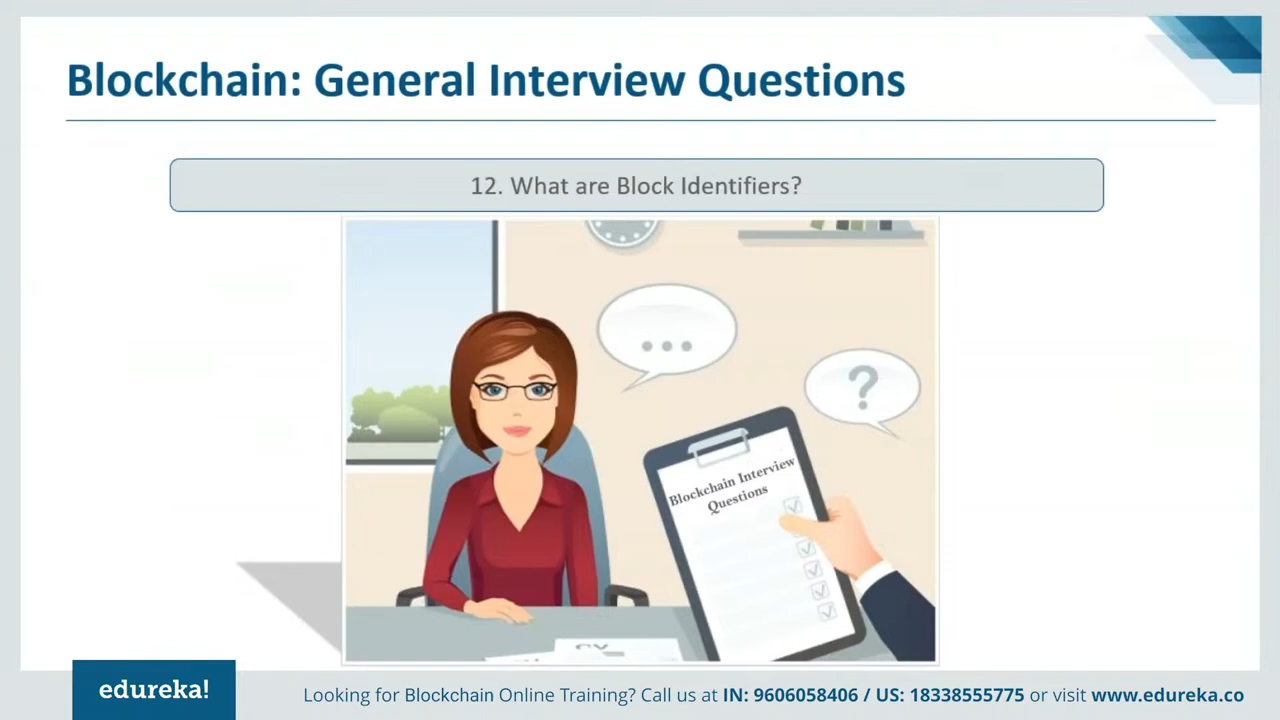 Blockchain: General Interview Questions
12. What are Block Identifiers?
Blockchain Interview
Questions
edureka!
Looking for Blockchain Online Training? Call us at IN: 9606058406 / US: 18338555775 or visit www.edureka.co